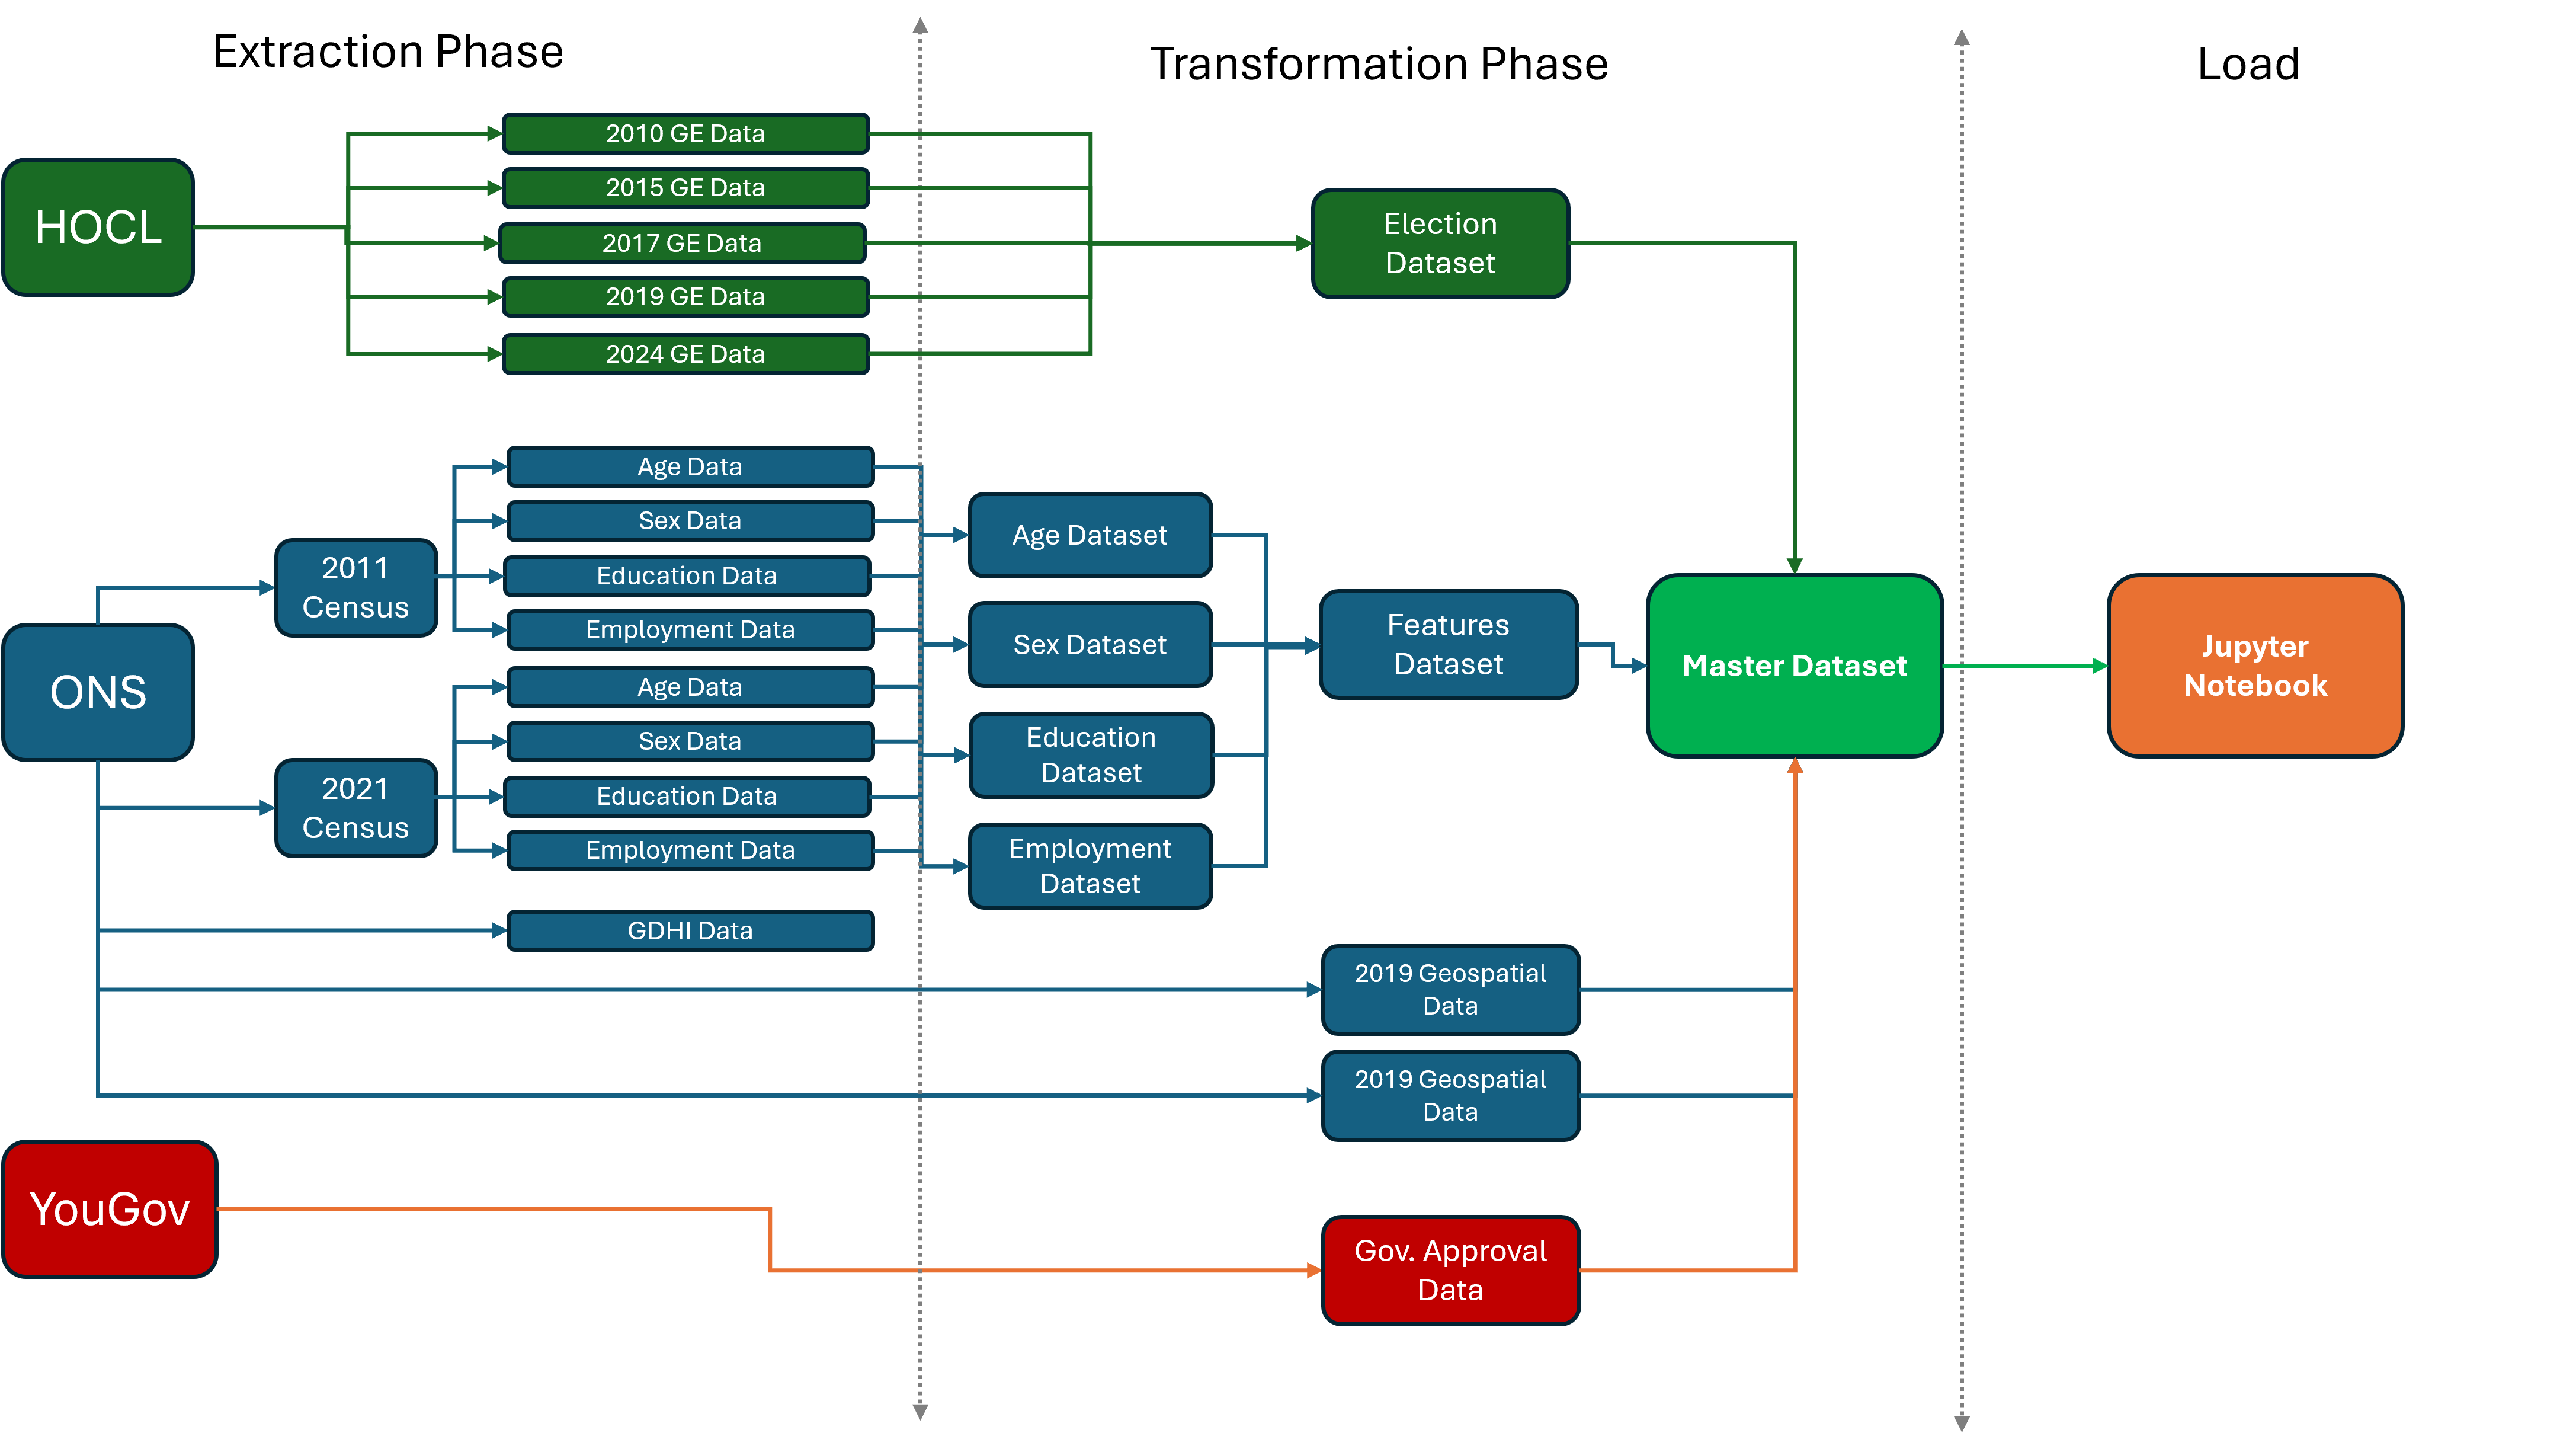 Extraction Phase
Transformation Phase
Load
HOCL
2010 GE Data
2015 GE Data
2017 GE Data
2019 GE Data
2024 GE Data
Election
Dataset
ONS
2011
Census
Age Data
Sex Data
Education Data
Employment Data
2021
Census
Age Data
Sex Data
Education Data
Employment Data
GDHI Data
Age Dataset
Sex Dataset
Education
Dataset
Employment
Dataset
Features
Dataset
Master Dataset
Jupyter
Notebook
2019 Geospatial
Data
2019 Geospatial
Data
YouGov
Gov. Approval
Data